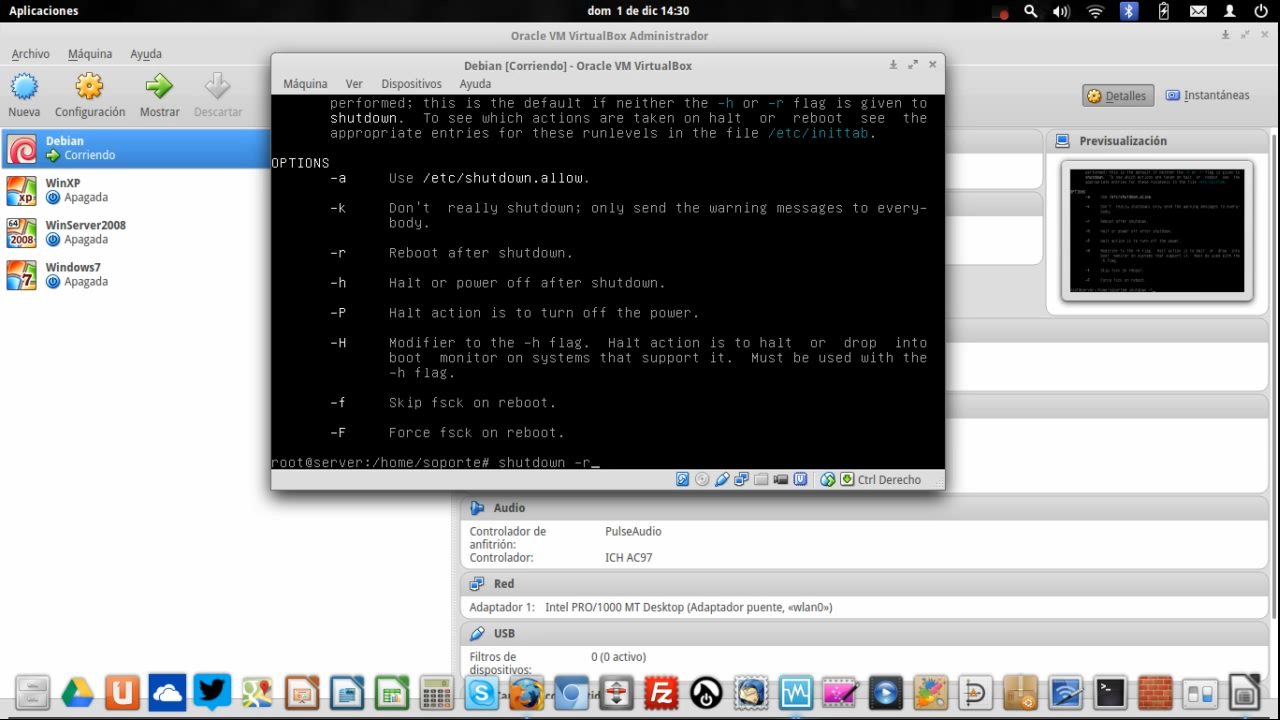 Aplicaciones
dom 1 de dic 14:30
Oracle VM VirtualBox Administrador
Archivo Máquina Ayuda
Nueva Configuración Mostrar Descartar
Detalles Instantáneas
Debian
Corriendo
WinXP
Apagada
WinServer2008
Apagada
Windows7
Apagada
Debian [Corriendo] - Oracle VM VirtualBox
Máquina Ver Dispositivos Ayuda
performed; this is the default if neither the -h or -r flag is given to
shutdown. To see which actions are taken on halt or reboot see the
appropriate entries for these runlevels in the file /etc/inittab.
OPTIONS
-a Use /etc/shutdown.allow.
-k Don't really shutdown; only send the warning messages to every-
body.
-r Reboot after shutdown.
-h Halt or power off after shutdown.
-P Halt action is to turn off the power.
-H Modifier to the -h flag. Halt action is to halt or drop into
boot monitor on systems that support it. Must be used with the
-h flag.
-f Skip fsck on reboot.
-F Force fsck on reboot.
root@server:/home/soporte# shutdown -r_
Ctrl Derecho
Previsualización
Audio
Controlador de PulseAudio
anfitrión:
Controlador: ICH AC97
Red
Adaptador 1: Intel PRO/1000 MT Desktop (Adaptador puente, «wlan0»)
USB
Filtros de 0 (0 activo)
dispositivos: